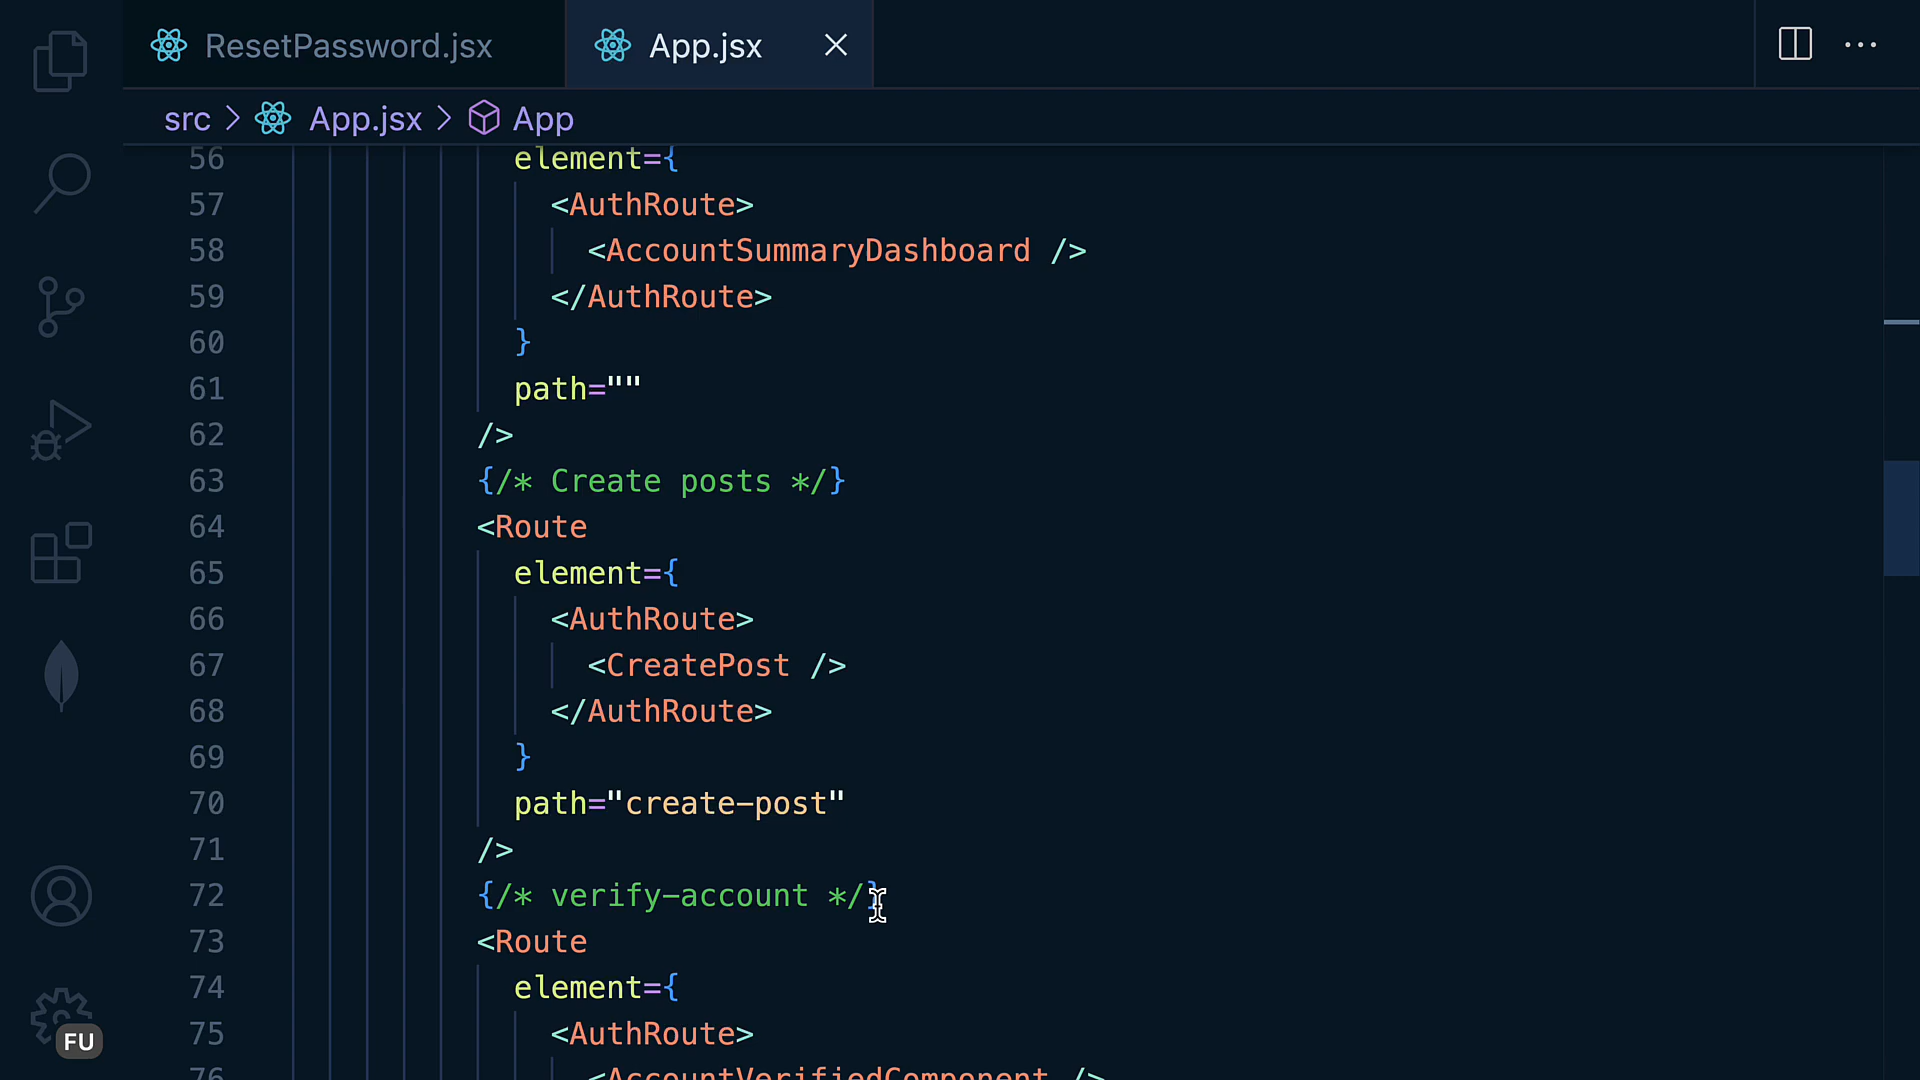 ResetPassword.jsx
App.jsx
src > App.jsx > App
56 element={
57 <AuthRoute>
58 <AccountSummaryDashboard />
59 </AuthRoute>
60 }
61 path=""
62 />
63 {/* Create posts */}
64 <Route
65 element={
66 <AuthRoute>
67 <CreatePost />
68 </AuthRoute>
69 }
70 path="create-post"
71 />
72 {/* verify-account */}
73 <Route
74 element={
75 <AuthRoute>
76 <AccountVerifiedComponent />
FU